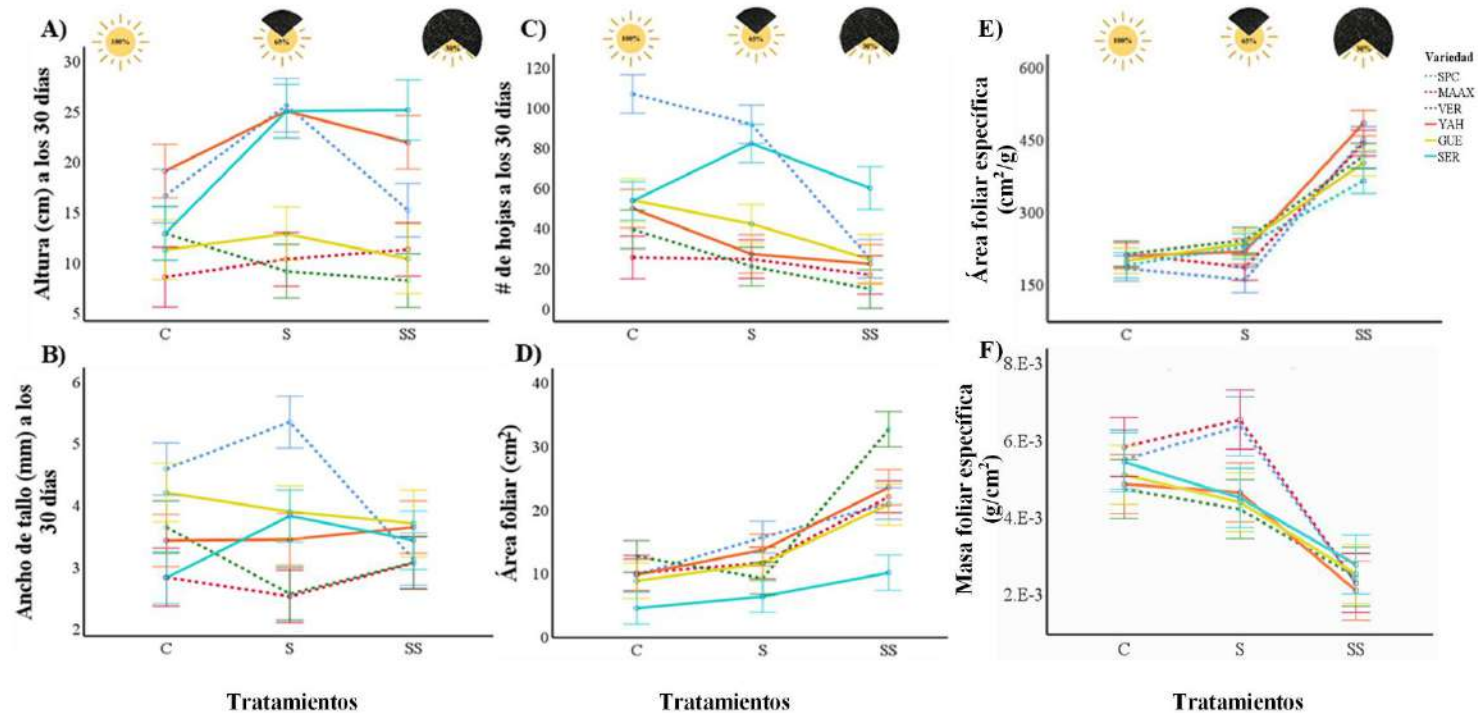 A)
100%
65%
30%
Altura (cm) a los 30 días
30
25
20
15
10
5
C
S
SS
B)
Ancho de tallo (mm) a los
30 días
6
5
4
3
2
C
S
SS
Tratamientos
C)
100%
65%
30%
# de hojas a los 30 días
120
100
80
60
40
20
0
C
S
SS
D)
Área foliar (cm²)
40
30
20
10
0
C
S
SS
Tratamientos
E)
100%
65%
30%
Área foliar específica
(cm²/g)
600
450
300
150
C
S
SS
Variedad
SPC
MAAX
VER
YAH
GUE
SER
F)
Masa foliar específica
(g/cm²)
8.E-3
6.E-3
4.E-3
2.E-3
C
S
SS
Tratamientos